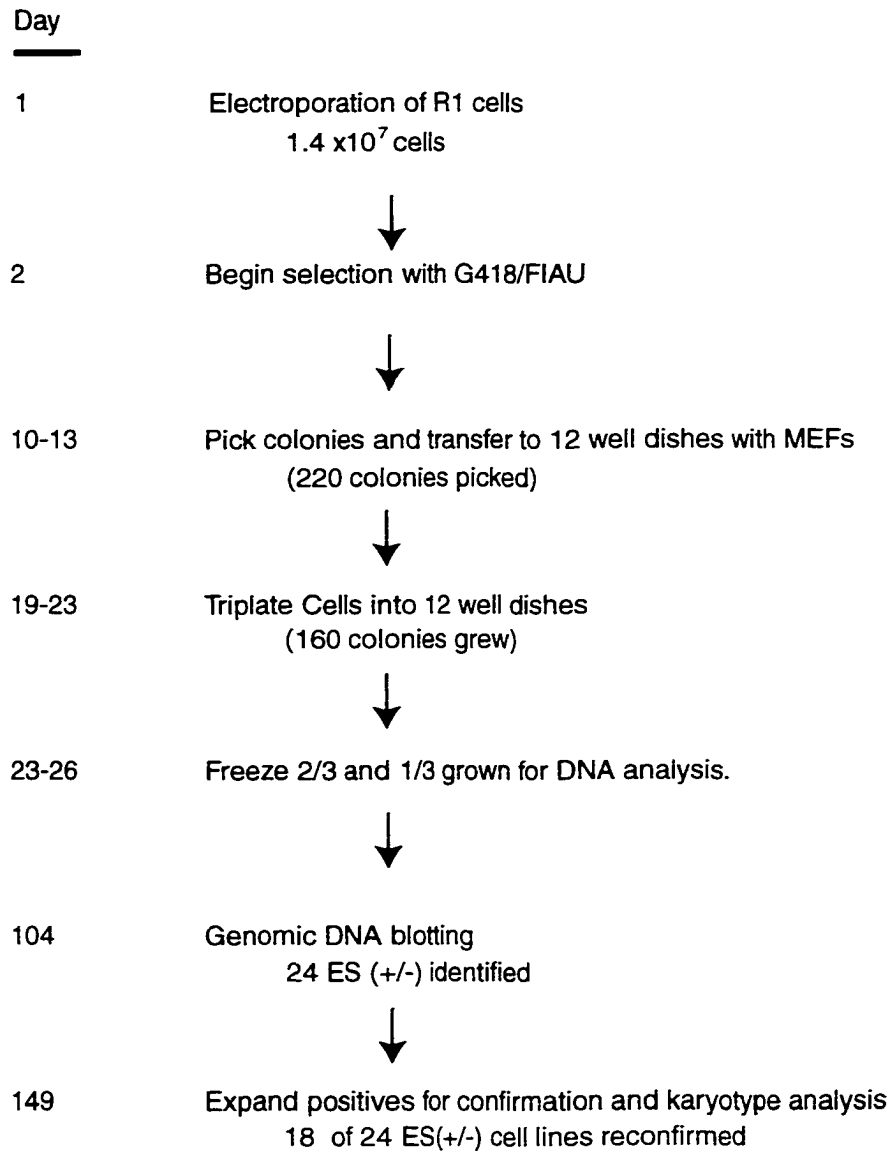 Day
1 Electroporation of R1 cells
1.4 x10⁷ cells
2 Begin selection with G418/FIAU
10-13 Pick colonies and transfer to 12 well dishes with MEFs
(220 colonies picked)
19-23 Triplate Cells into 12 well dishes
(160 colonies grew)
23-26 Freeze 2/3 and 1/3 grown for DNA analysis.
104 Genomic DNA blotting
24 ES (+/-) identified
149 Expand positives for confirmation and karyotype analysis
18 of 24 ES(+/-) cell lines reconfirmed